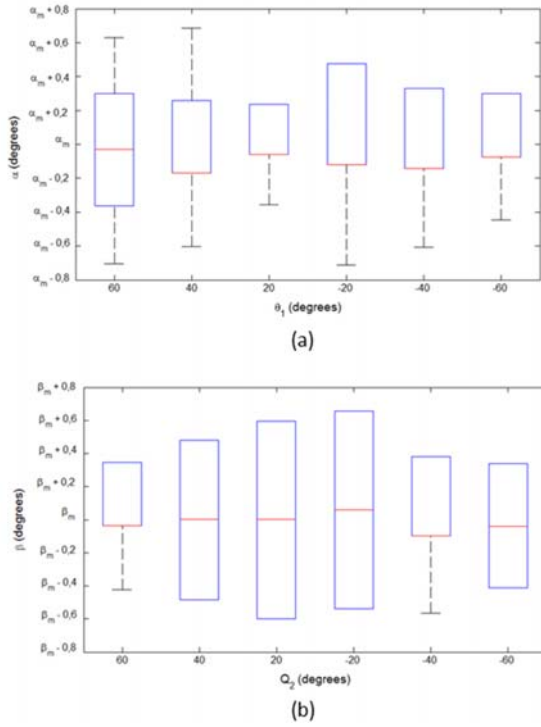 α (degrees)
α_m + 0,8
α_m + 0,6
α_m + 0,4
α_m + 0,2
α_m
α_m - 0,2
α_m - 0,4
α_m - 0,6
α_m - 0,8
60 40 20 -20 -40 -60
θ_1 (degrees)
(a)
β (degrees)
β_m + 0,8
β_m + 0,6
β_m + 0,4
β_m + 0,2
β_m
β_m - 0,2
β_m - 0,4
β_m - 0,6
β_m - 0,8
60 40 20 -20 -40 -60
Q_2 (degrees)
(b)